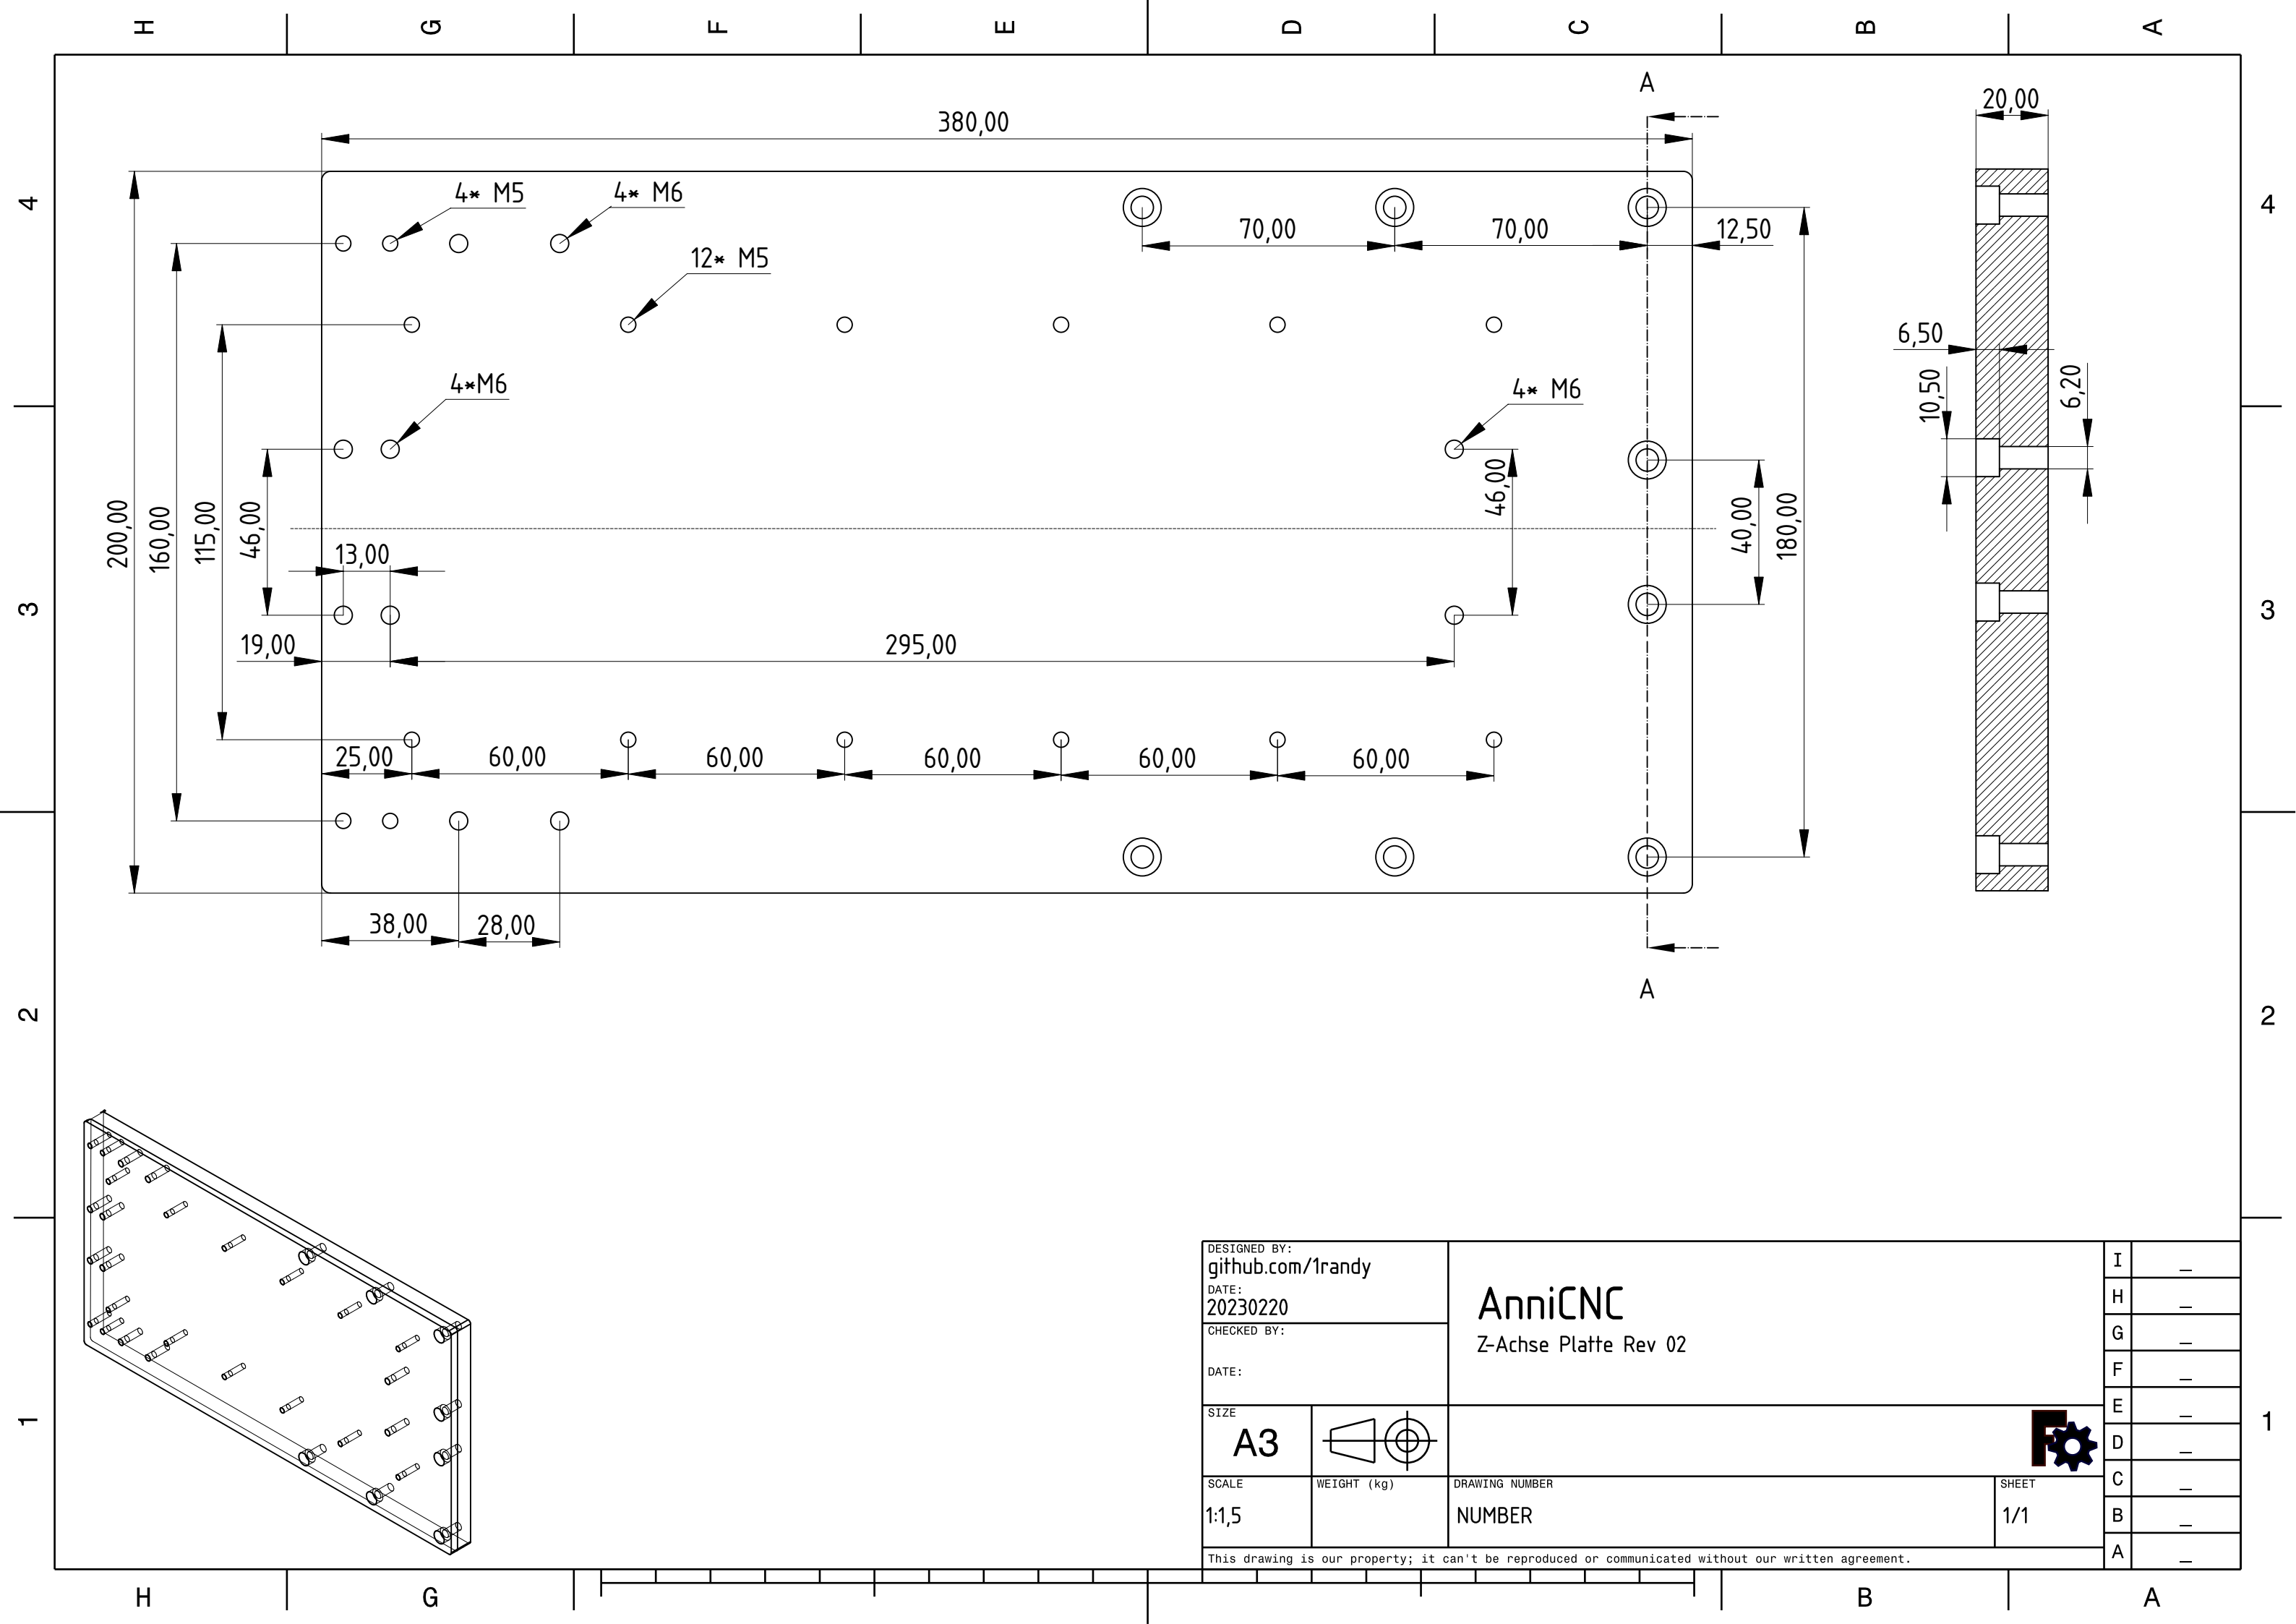 H G F E D C B A
A
20,00
380,00
4 4
4* M5 4* M6
70,00 70,00 12,50
12* M5
6,50
4*M6 4* M6
10,50 6,20
46,00
200,00 160,00 115,00 46,00 40,00 180,00
13,00
3 3
19,00 295,00
25,00 60,00 60,00 60,00 60,00 60,00
38,00 28,00
A
2 2
DESIGNED BY:
github.com/1randy
DATE:
20230220
CHECKED BY:
DATE:
AnniCNC
Z-Achse Platte Rev 02
SIZE
A3
SCALE
1:1,5
WEIGHT (kg)
DRAWING NUMBER
NUMBER
SHEET
1/1
This drawing is our property; it can't be reproduced or communicated without our written agreement.
I _
H _
G _
F _
E _
D _
C _
B _
A _
1 1
H G B A